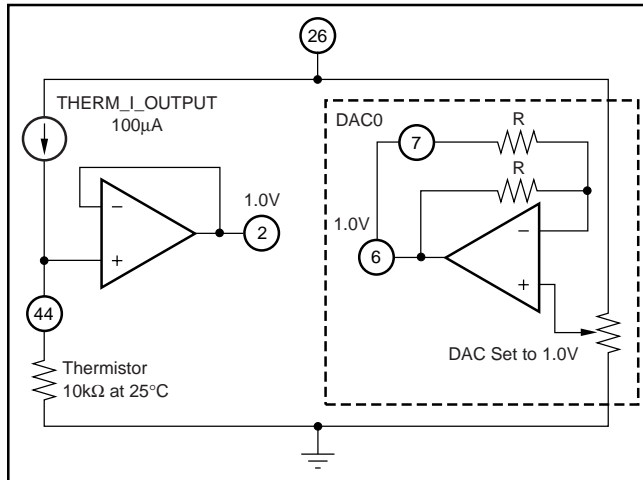 26
THERM_I_OUTPUT
100µA
DAC0
7
R
R
1.0V
–
+
2
1.0V
6
–
+
44
Thermistor
10kΩ at 25°C
DAC Set to 1.0V